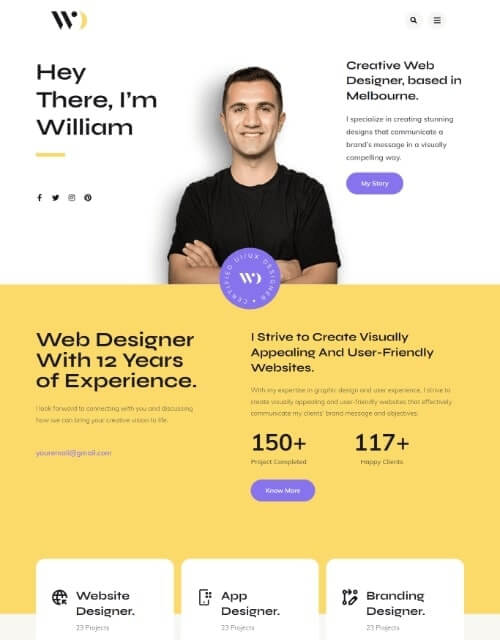 WD
Hey
There, I'm
William
Creative Web
Designer, based in
Melbourne.
I specialize in creating stunning
designs that communicate a
brand's message in a visually
compelling way.
My Story
CERTIFIED UI/UX DESIGNER
WD
Web Designer
With 12 Years
of Experience.
I look forward to connecting with you and discussing
how we can bring your creative vision to life.
youremail@gmail.com
I Strive to Create Visually
Appealing And User-Friendly
Websites.
With my expertise in graphic design and user experience, I strive to
create visually appealing and user-friendly websites that effectively
communicate my clients' brand message and objectives.
150+
Project Completed
117+
Happy Clients
Know More
Website
Designer.
23 Projects
App
Designer.
23 Projects
Branding
Designer.
23 Projects